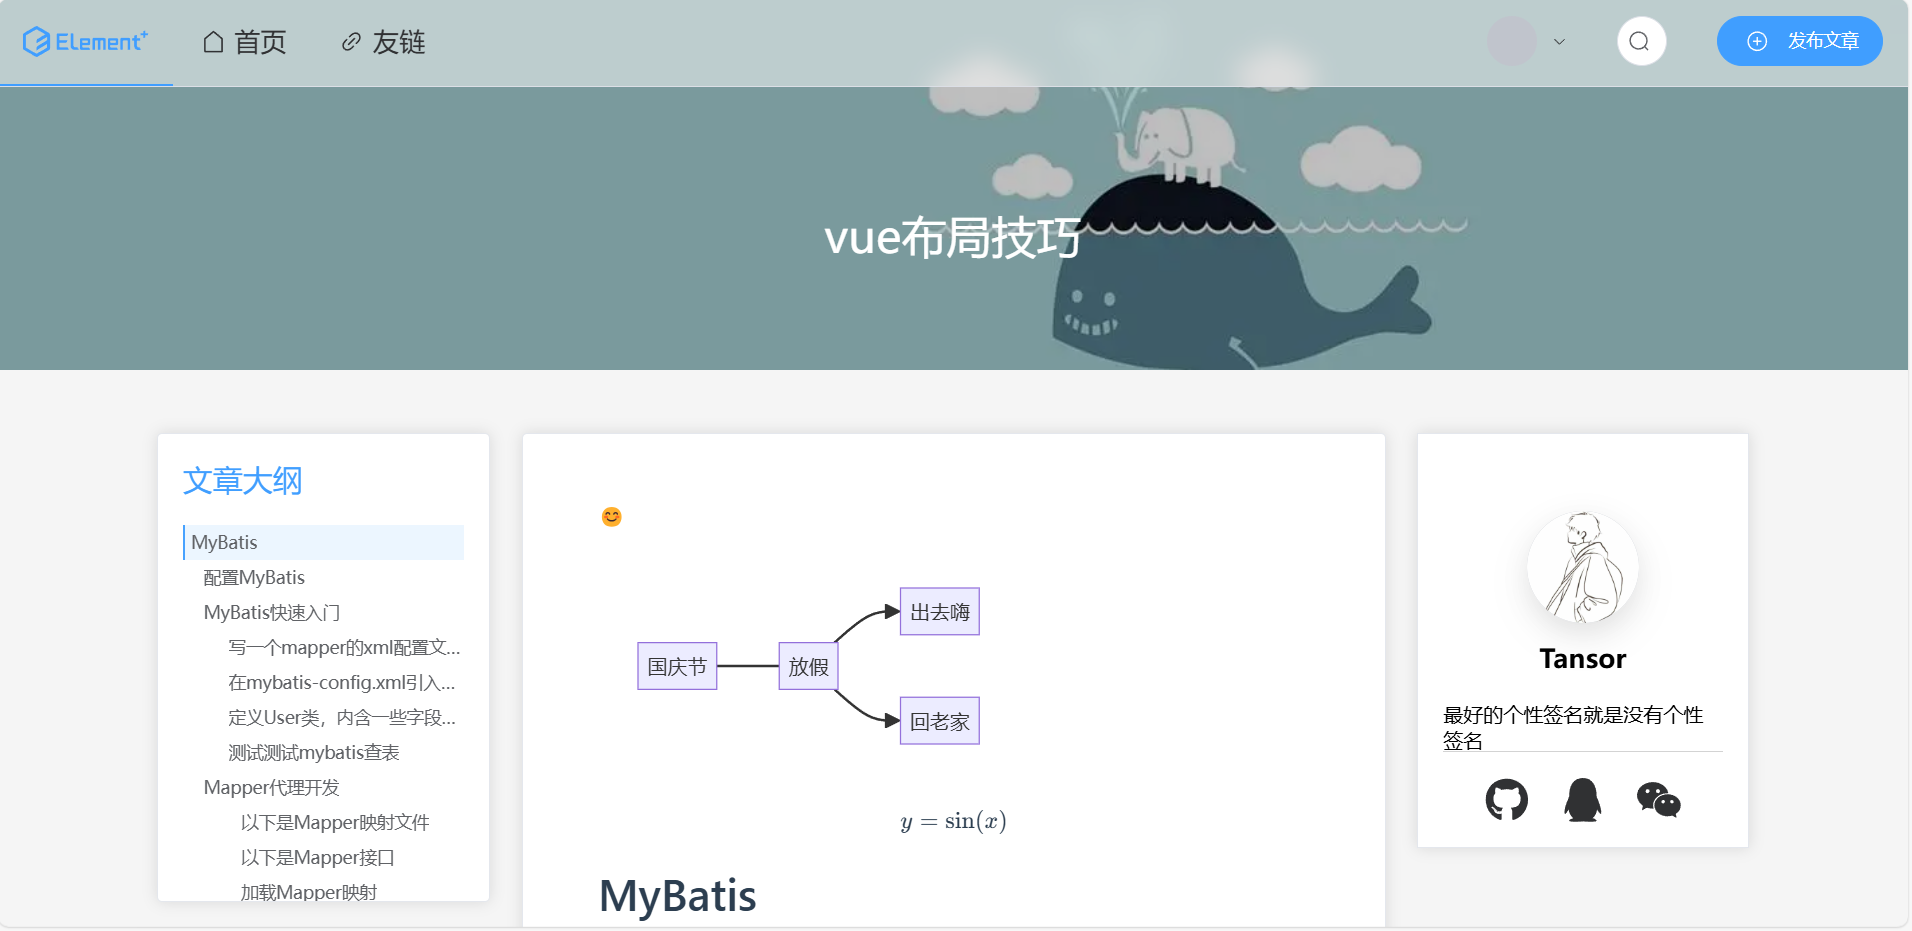 Element+
首页
友链
发布文章
vue布局技巧
文章大纲
MyBatis
配置MyBatis
MyBatis快速入门
写一个mapper的xml配置文...
在mybatis-config.xml引入...
定义User类，内含一些字段...
测试测试mybatis查表
Mapper代理开发
以下是Mapper映射文件
以下是Mapper接口
加载Mapper映射
国庆节
放假
出去嗨
回老家
y = sin(x)
MyBatis
Tansor
最好的个性签名就是没有个性
签名